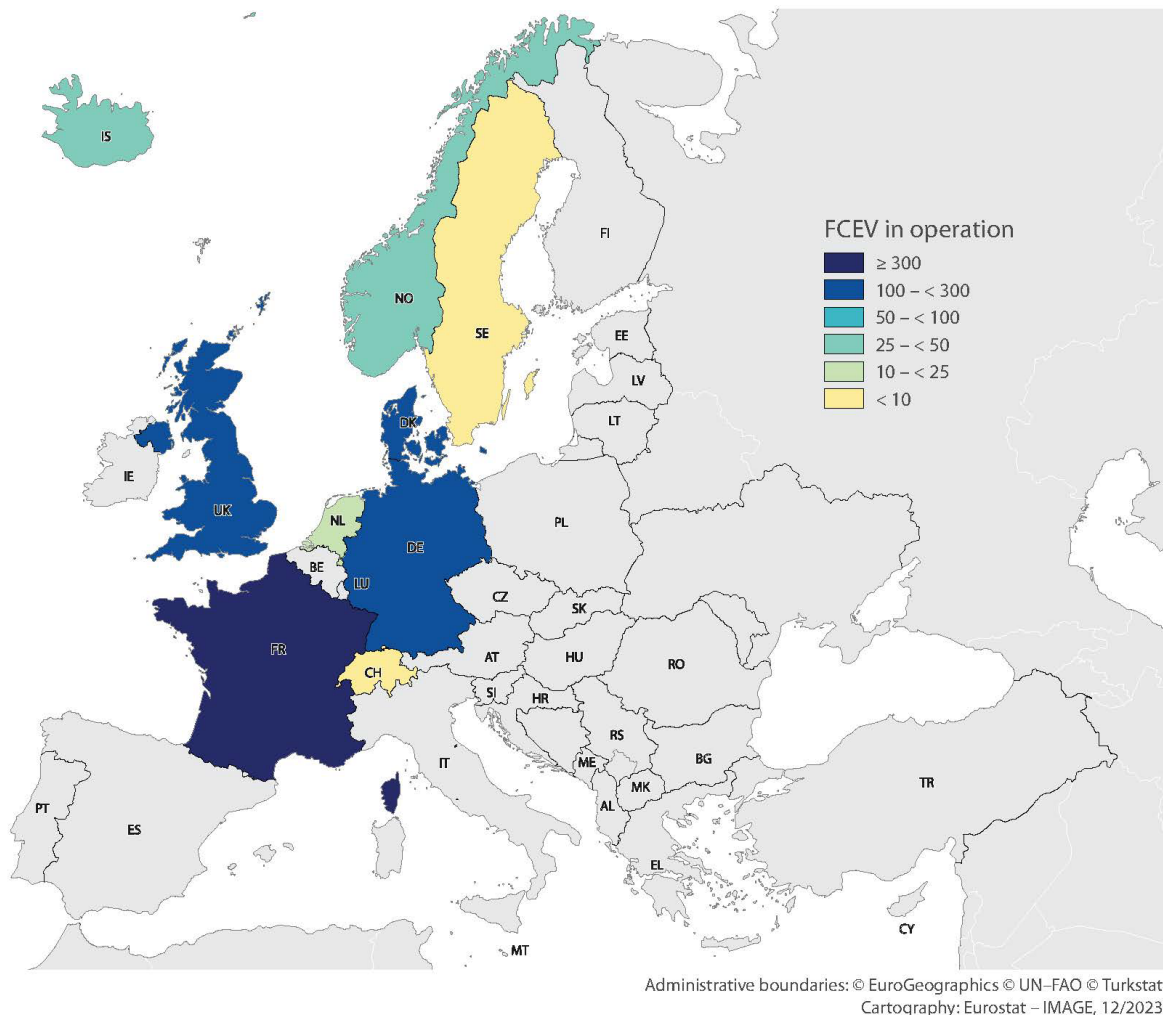 IS
NO
FI
SE
FCEV in operation
≥ 300
100 – < 300
50 – < 100
25 – < 50
10 – < 25
< 10
EE
LV
LT
DK
IE
UK
NL
DE
PL
BE
LU
CZ
SK
FR
CH
AT
HU
RO
SI
HR
RS
IT
ME
BG
MK
AL
TR
PT
ES
EL
CY
MT
Administrative boundaries: © EuroGeographics © UN–FAO © Turkstat
Cartography: Eurostat – IMAGE, 12/2023